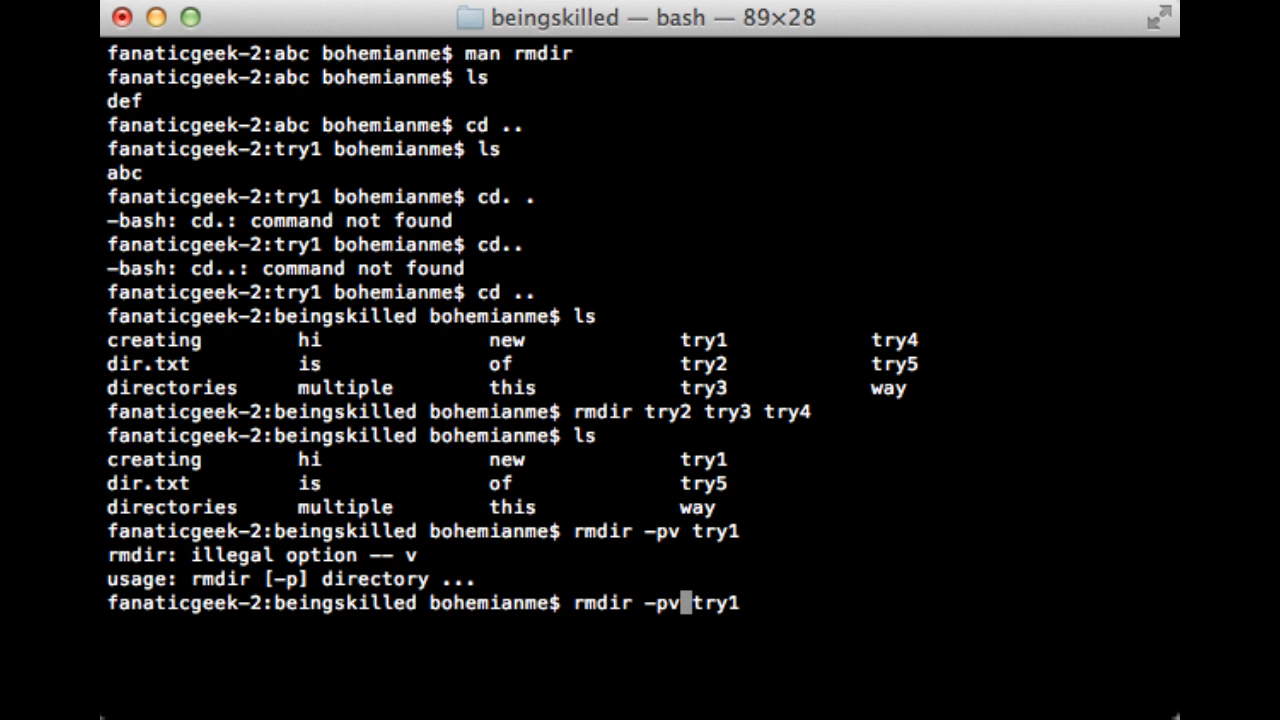 beingskilled — bash — 89×28
fanaticgeek-2:abc bohemianme$ man rmdir
fanaticgeek-2:abc bohemianme$ ls
def
fanaticgeek-2:abc bohemianme$ cd ..
fanaticgeek-2:try1 bohemianme$ ls
abc
fanaticgeek-2:try1 bohemianme$ cd. .
-bash: cd.: command not found
fanaticgeek-2:try1 bohemianme$ cd..
-bash: cd..: command not found
fanaticgeek-2:try1 bohemianme$ cd ..
fanaticgeek-2:beingskilled bohemianme$ ls
creating hi new try1 try4
dir.txt is of try2 try5
directories multiple this try3 way
fanaticgeek-2:beingskilled bohemianme$ rmdir try2 try3 try4
fanaticgeek-2:beingskilled bohemianme$ ls
creating hi new try1
dir.txt is of try5
directories multiple this way
fanaticgeek-2:beingskilled bohemianme$ rmdir -pv try1
rmdir: illegal option -- v
usage: rmdir [-p] directory ...
fanaticgeek-2:beingskilled bohemianme$ rmdir -pv try1